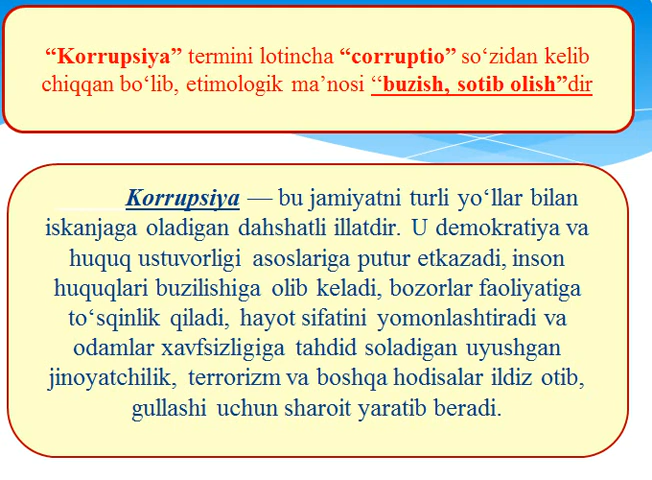 “Korrupsiya” termini lotincha “corruptio” so‘zidan kelib
chiqqan bo‘lib, etimologik ma’nosi “buzish, sotib olish”dir
Korrupsiya — bu jamiyatni turli yo‘llar bilan
iskanjaga oladigan dahshatli illatdir. U demokratiya va
huquq ustuvorligi asoslariga putur etkazadi, inson
huquqlari buzilishiga olib keladi, bozorlar faoliyatiga
to‘sqinlik qiladi, hayot sifatini yomonlashtiradi va
odamlar xavfsizligiga tahdid soladigan uyushgan
jinoyatchilik, terrorizm va boshqa hodisalar ildiz otib,
gullashi uchun sharoit yaratib beradi.